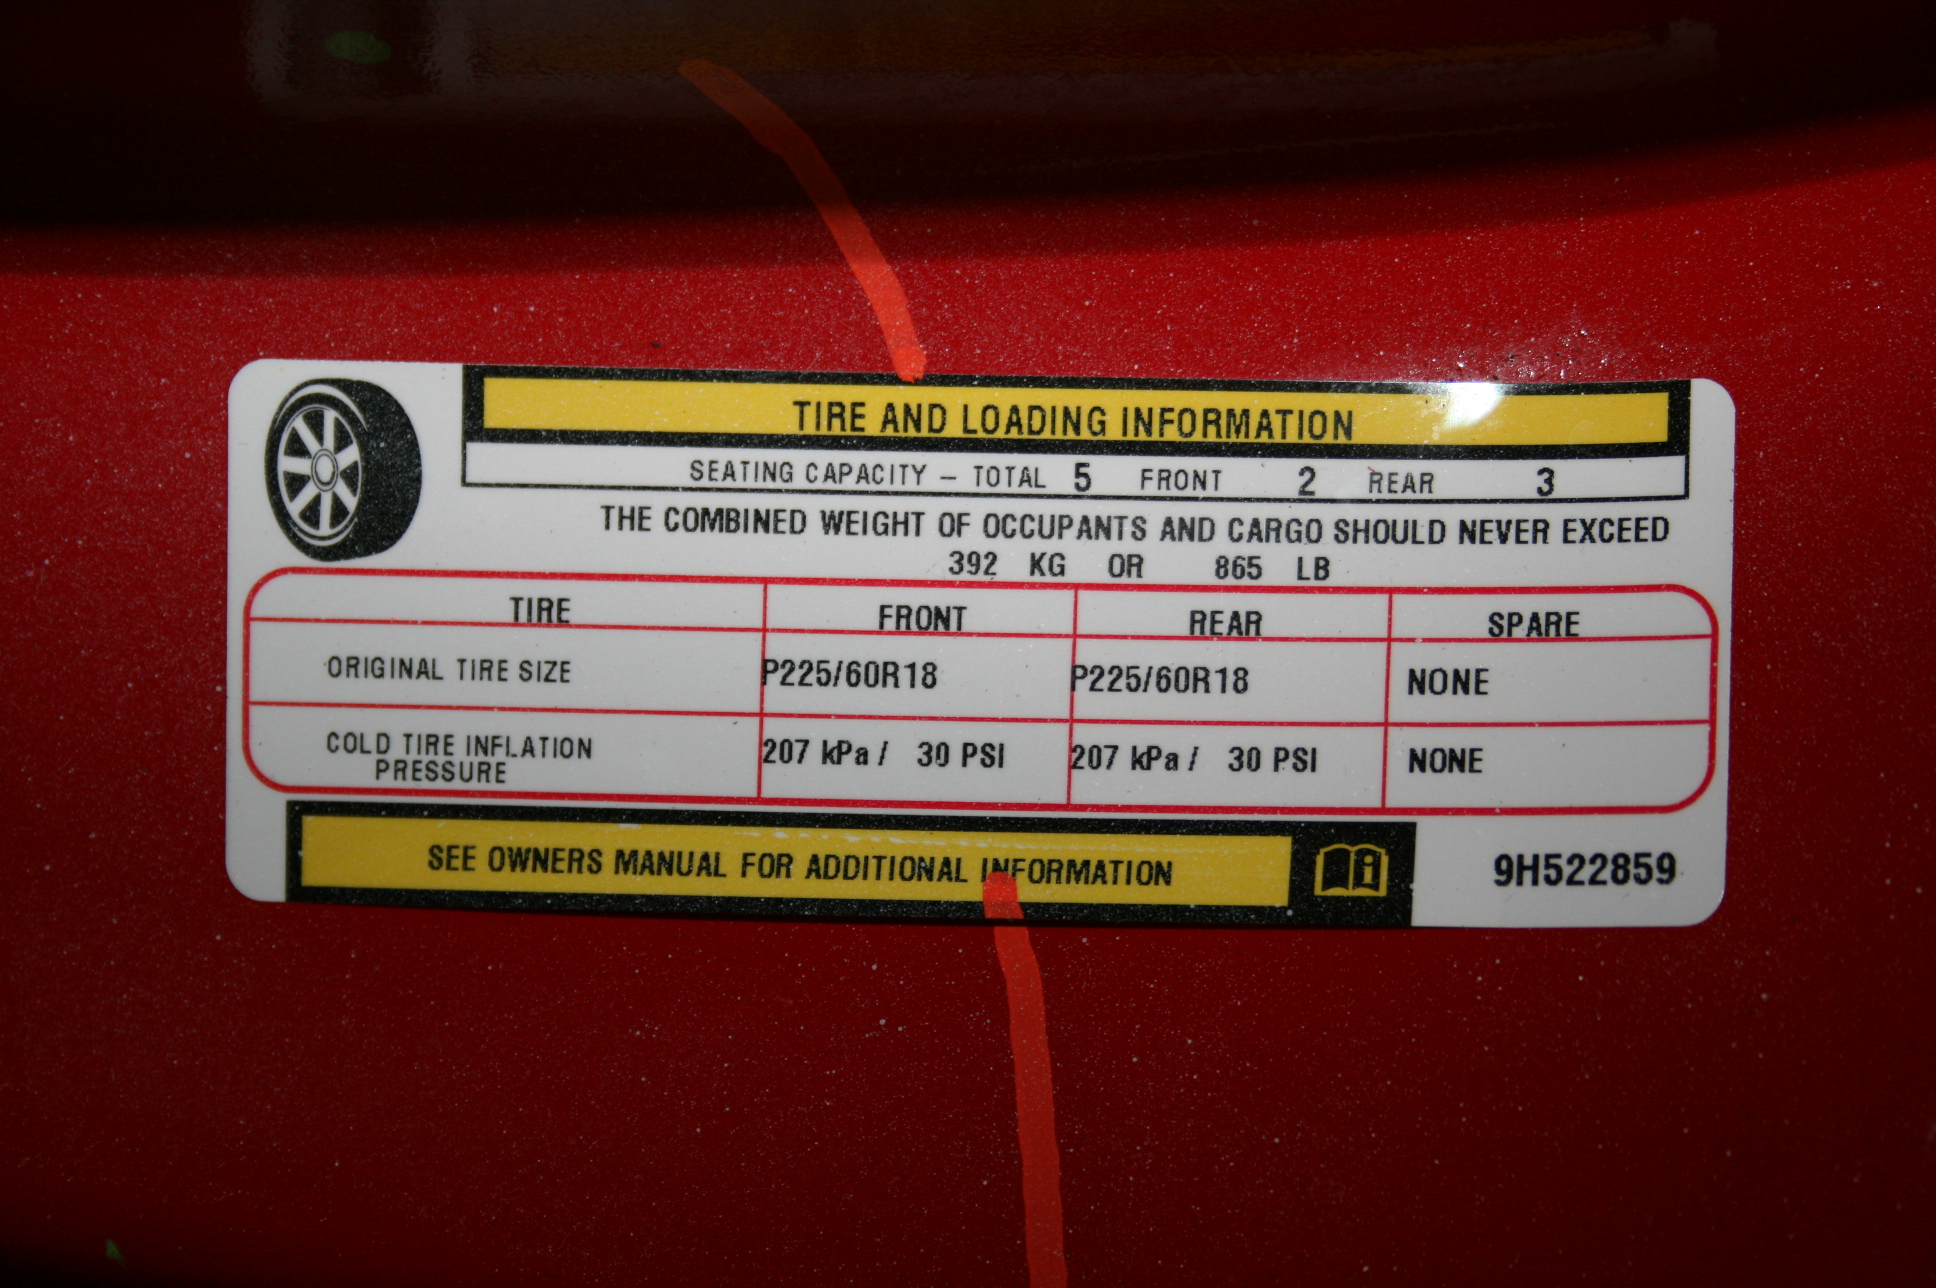 TIRE AND LOADING INFORMATION
SEATING CAPACITY – TOTAL 5 FRONT 2 REAR 3
THE COMBINED WEIGHT OF OCCUPANTS AND CARGO SHOULD NEVER EXCEED
392 KG OR 865 LB
TIRE FRONT REAR SPARE
ORIGINAL TIRE SIZE P225/60R18 P225/60R18 NONE
COLD TIRE INFLATION PRESSURE 207 kPa / 30 PSI 207 kPa / 30 PSI NONE
SEE OWNERS MANUAL FOR ADDITIONAL INFORMATION
9H522859